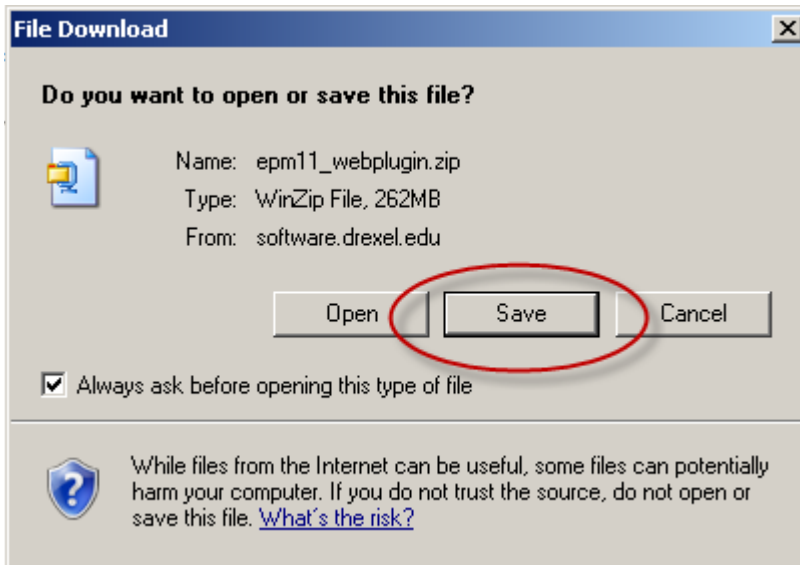 File Download
Do you want to open or save this file?
Name: epm11_webplugin.zip
Type: WinZip File, 262MB
From: software.drexel.edu
Open Save Cancel
Always ask before opening this type of file
While files from the Internet can be useful, some files can potentially
harm your computer. If you do not trust the source, do not open or
save this file. What's the risk?